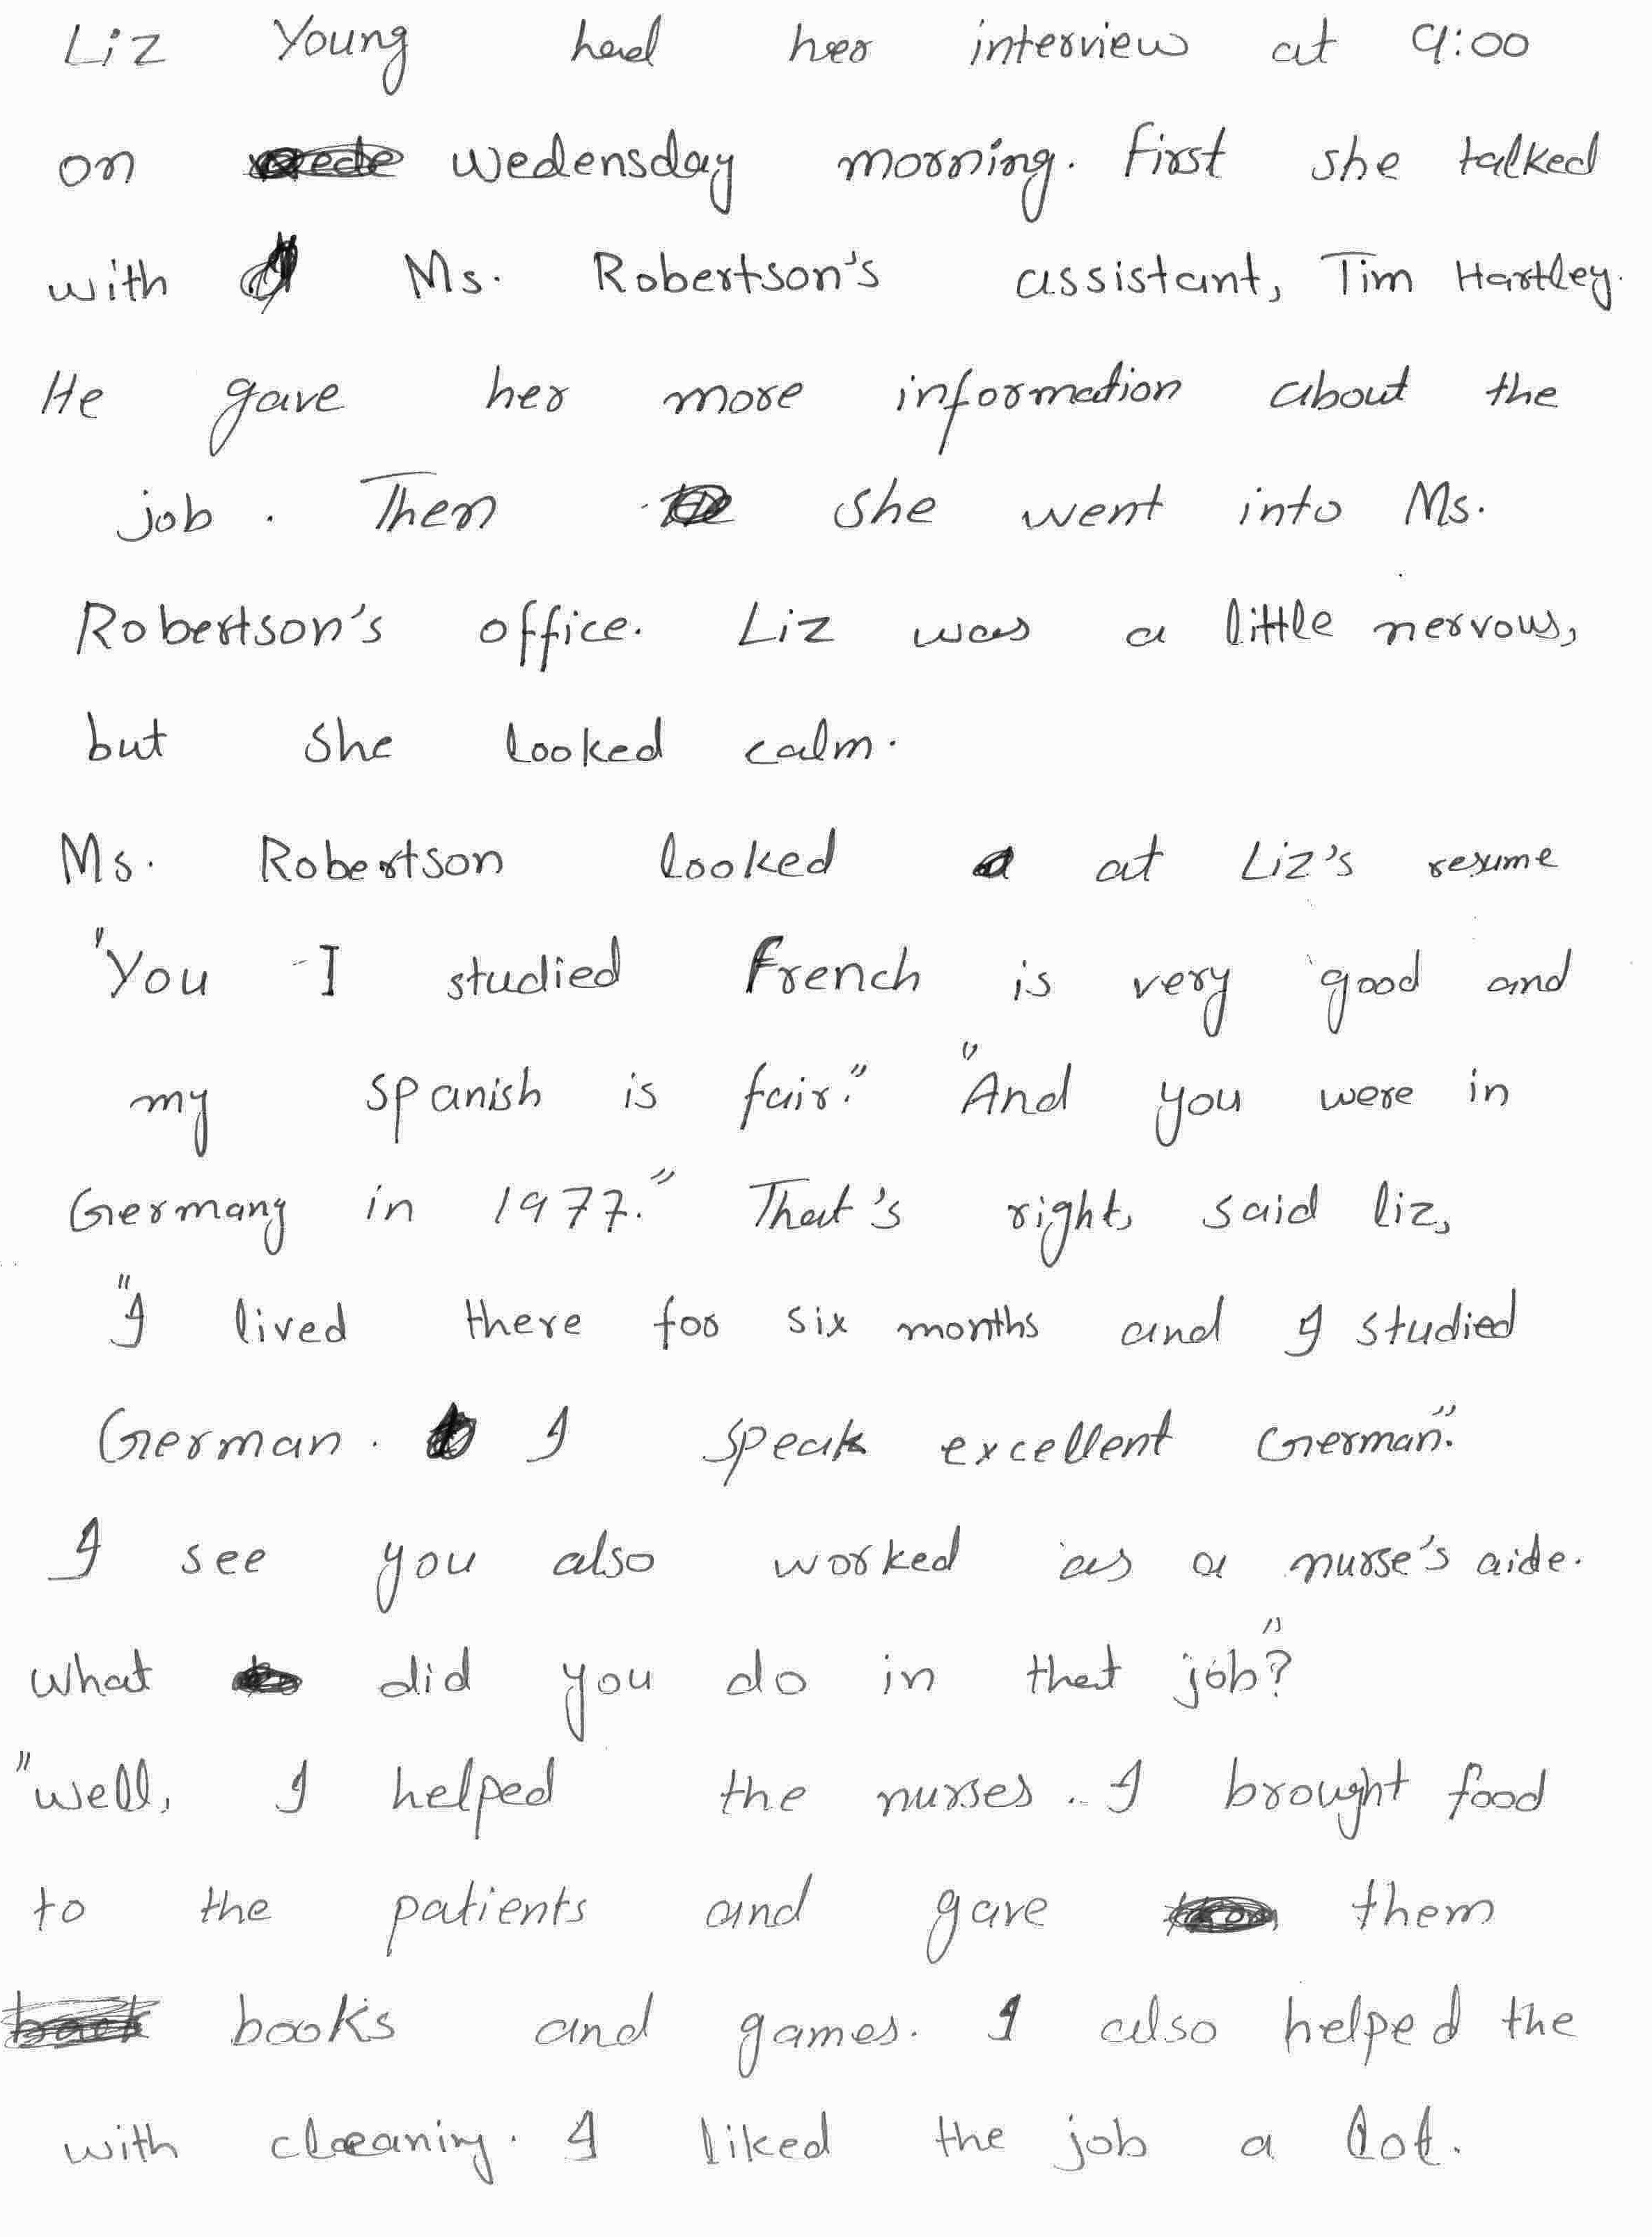 Liz Young had her interview at 9:00
on Wedensday morning. First she talked
with Ms. Robertson's assistant, Tim Hartley.
He gave her more information about the
job. Then she went into Ms.
Robertson's office. Liz was a little nervous,
but she looked calm.
Ms. Robertson looked at Liz's resume
"You I studied French is very good and
my spanish is fair." "And you were in
Germany in 1977." That's right, said liz,
"I lived there for six months and I studied
German. I speak excellent German."
I see you also worked as a nurse's aide.
what did you do in that job?"
"well, I helped the nurses. I brought food
to the patients and gave them
books and games. I also helped the
with cleaning. I liked the job a lot.